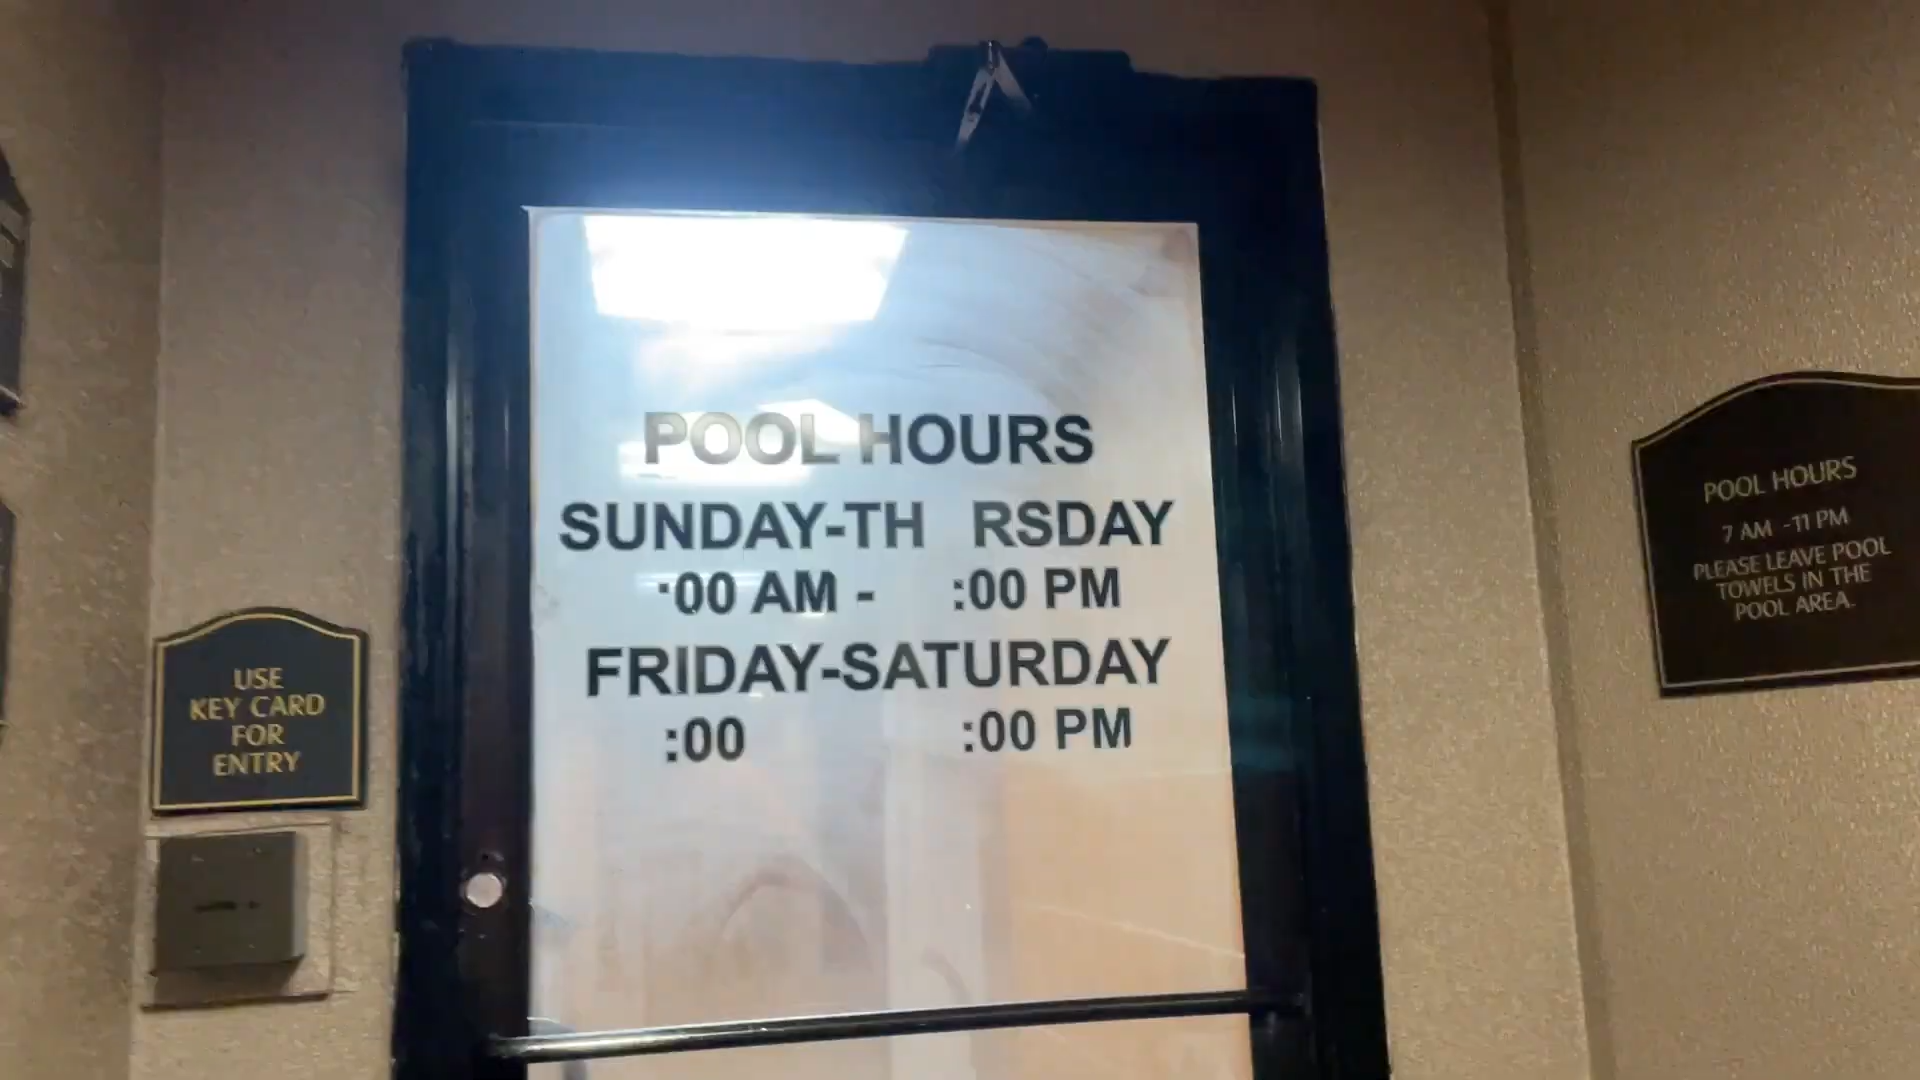 POOL HOURS
SUNDAY-TH RSDAY
:00 AM - :00 PM
FRIDAY-SATURDAY
:00 :00 PM
USE
KEY CARD
FOR
ENTRY
POOL HOURS
7 AM -11 PM
PLEASE LEAVE POOL
TOWELS IN THE
POOL AREA.